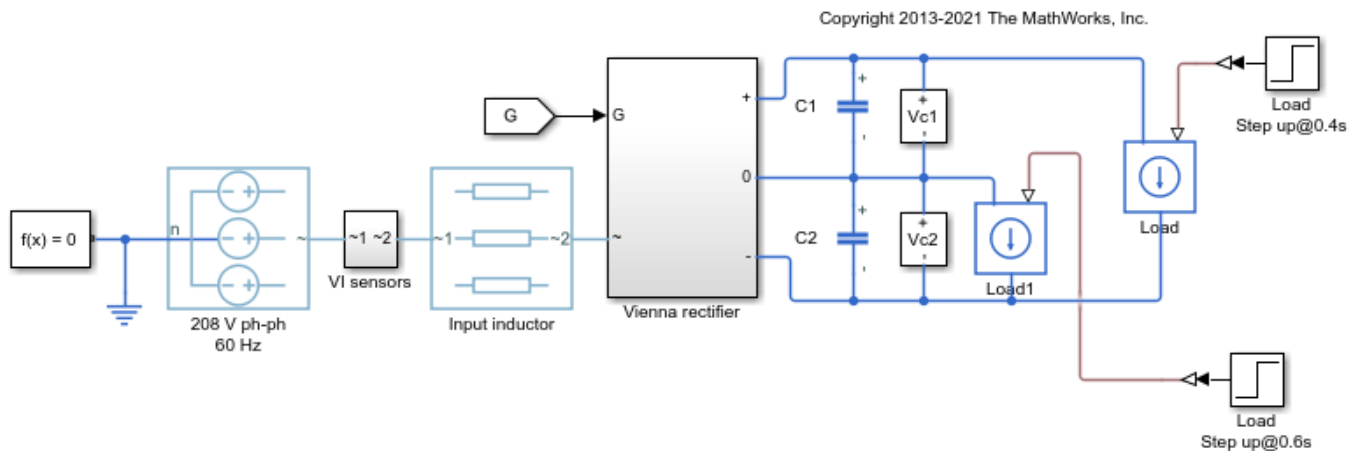 Copyright 2013-2021 The MathWorks, Inc.
Load
Step up@0.4s
G
G
+
0
-
~
C1
+
-
Vc1
+
-
C2
+
-
Vc2
+
-
Load
Load1
f(x) = 0
n
- +
- +
- +
~
208 V ph-ph
60 Hz
~1 ~2
VI sensors
~1
~2
Input inductor
Vienna rectifier
Load
Step up@0.6s